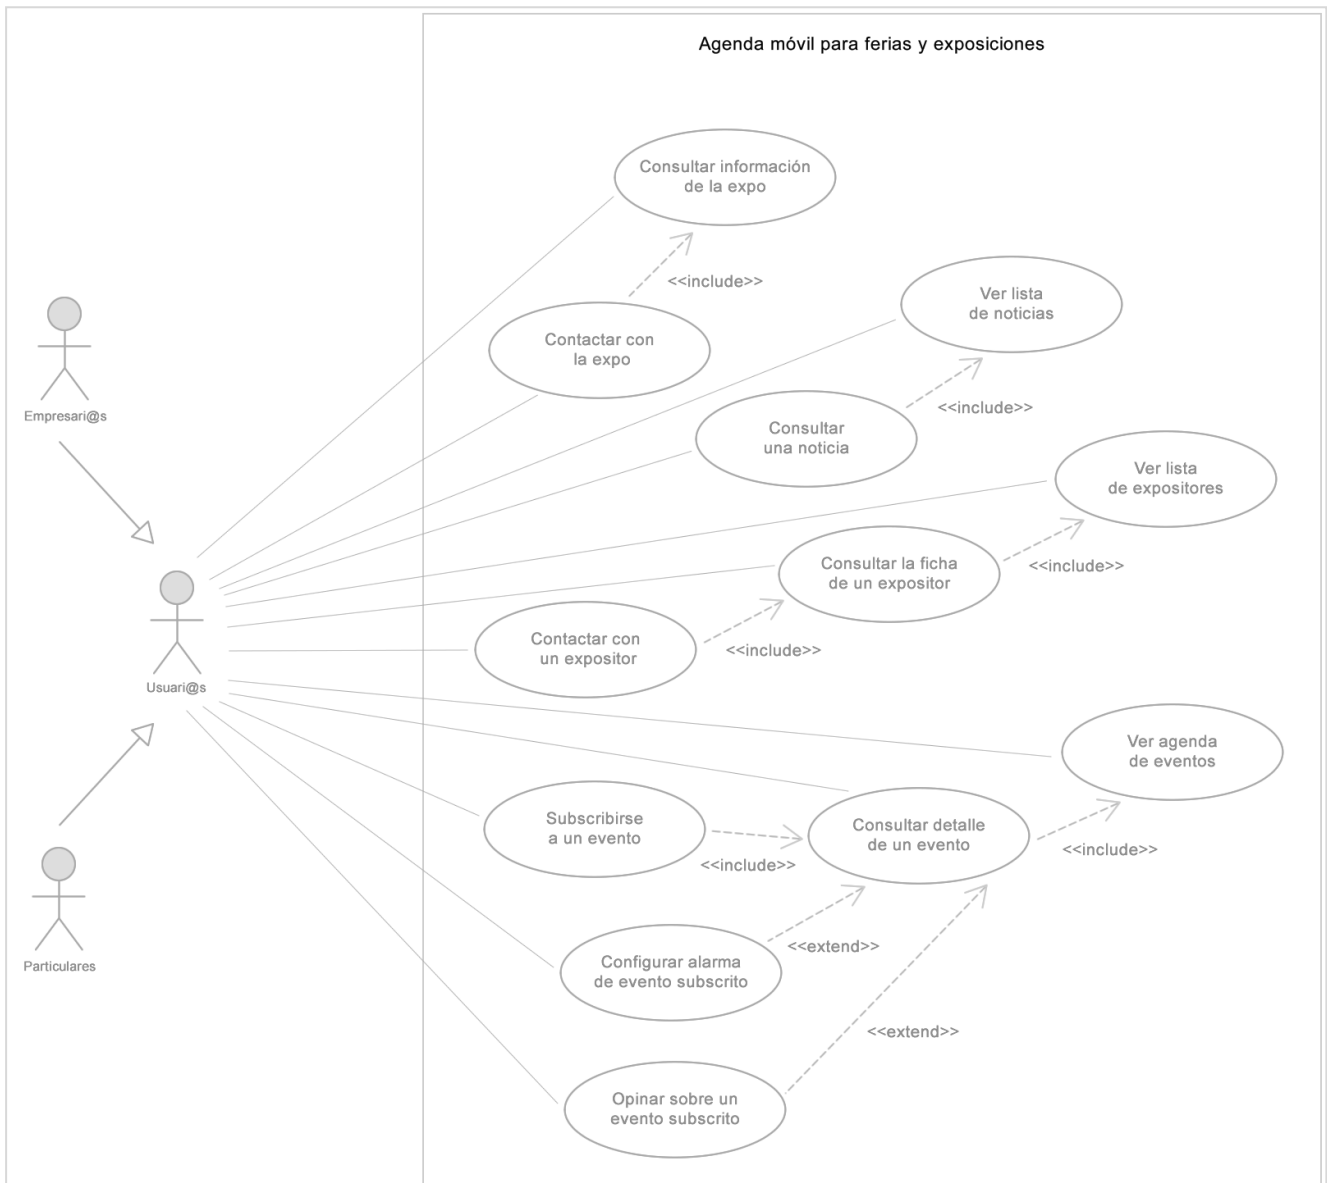 Agenda móvil para ferias y exposiciones
Consultar información
de la expo
<<include>>
Ver lista
de noticias
Contactar con
la expo
Empresari@s
<<include>>
Consultar
una noticia
Ver lista
de expositores
Consultar la ficha
de un expositor
<<include>>
Contactar con
un expositor
<<include>>
Usuari@s
Ver agenda
de eventos
Subscribirse
a un evento
Consultar detalle
de un evento
<<include>>
<<include>>
<<extend>>
Configurar alarma
de evento subscrito
Particulares
<<extend>>
Opinar sobre un
evento subscrito